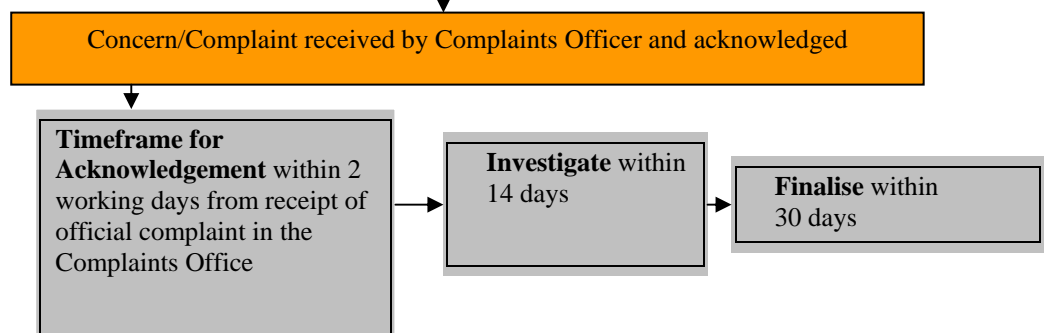 Concern/Complaint received by Complaints Officer and acknowledged
Timeframe for
Acknowledgement within 2
working days from receipt of
official complaint in the
Complaints Office
Investigate within
14 days
Finalise within
30 days